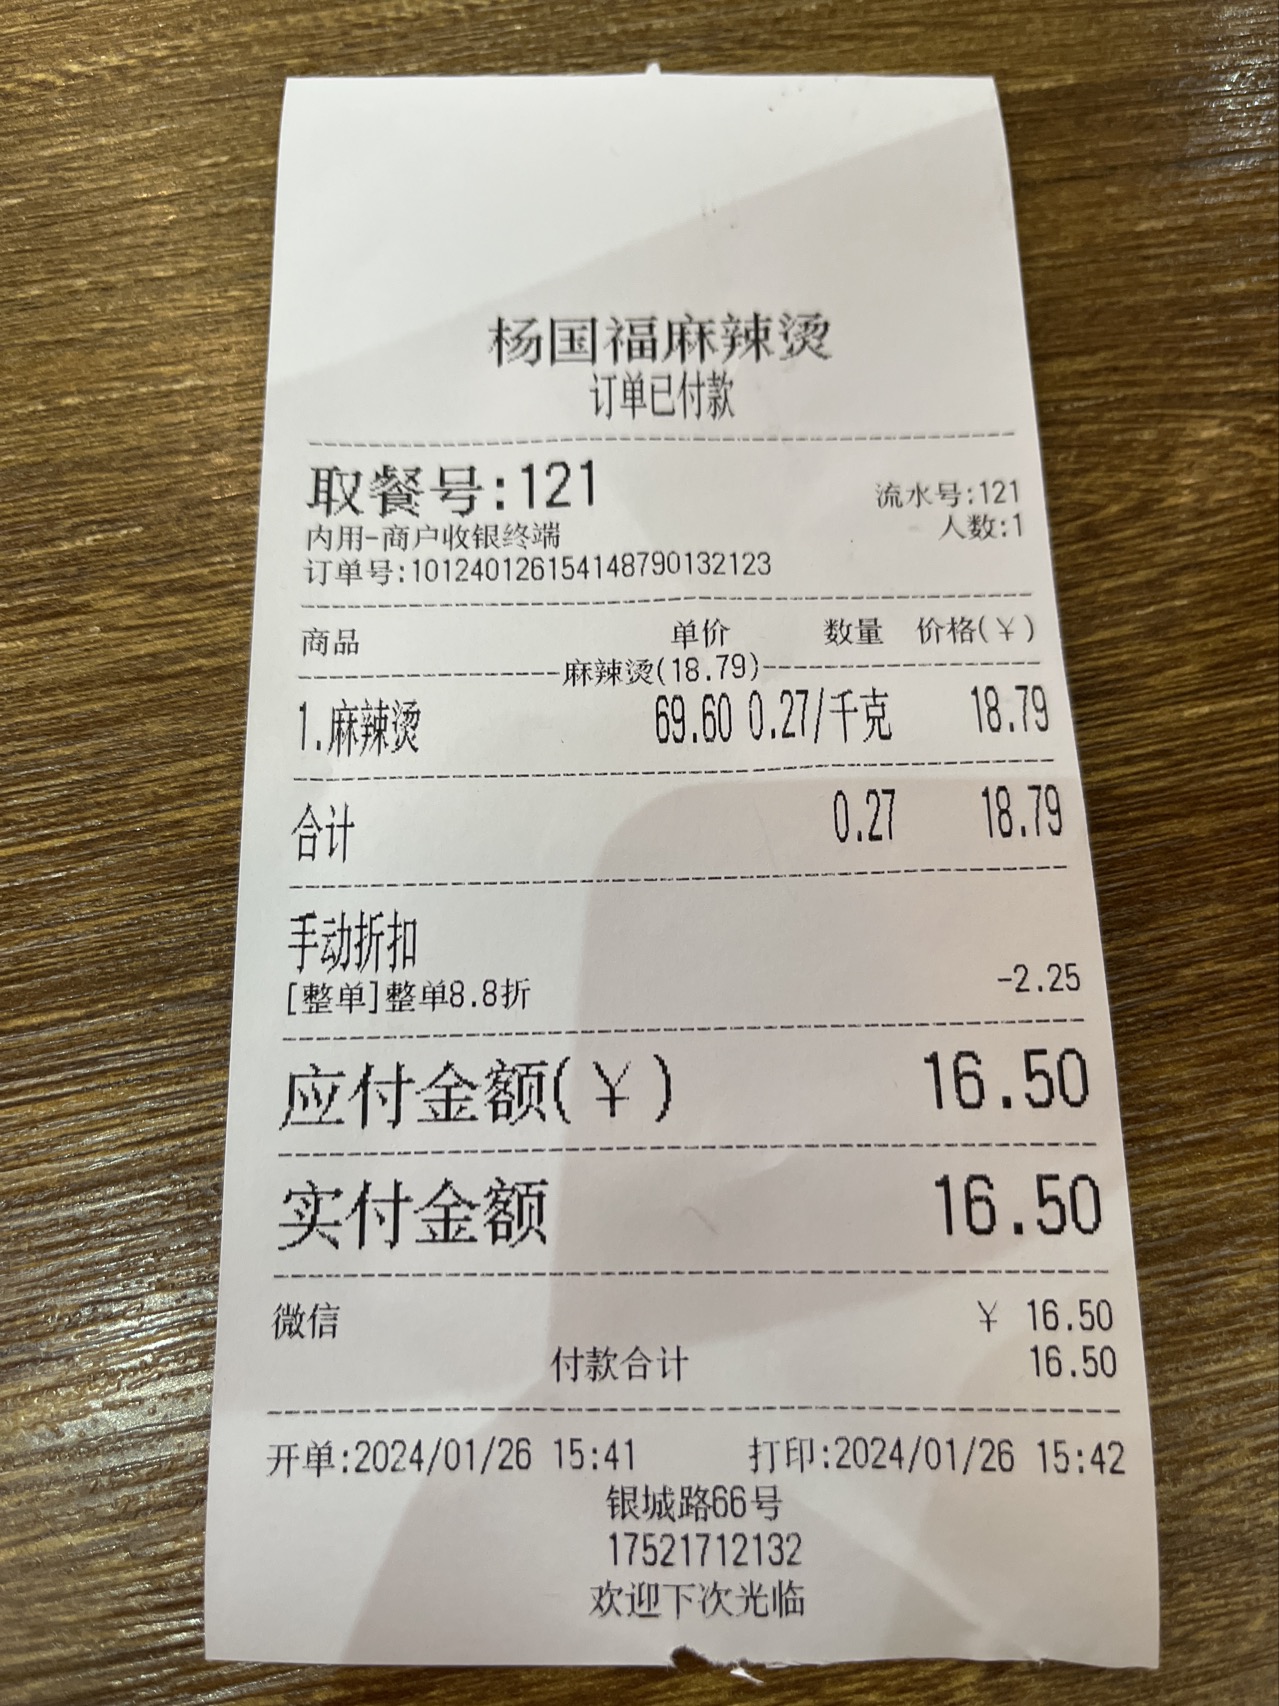 杨国福麻辣烫
订单已付款
取餐号:121
流水号:121
内用-商户收银终端
人数:1
订单号:101240126154148790132123
商品 单价 数量 价格(¥)
麻辣烫(18.79)
1.麻辣烫 69.60 0.27/千克 18.79
合计 0.27 18.79
手动折扣
[整单]整单8.8折 -2.25
应付金额(¥) 16.50
实付金额 16.50
微信 ¥ 16.50
付款合计 16.50
开单:2024/01/26 15:41 打印:2024/01/26 15:42
银城路66号
17521712132
欢迎下次光临